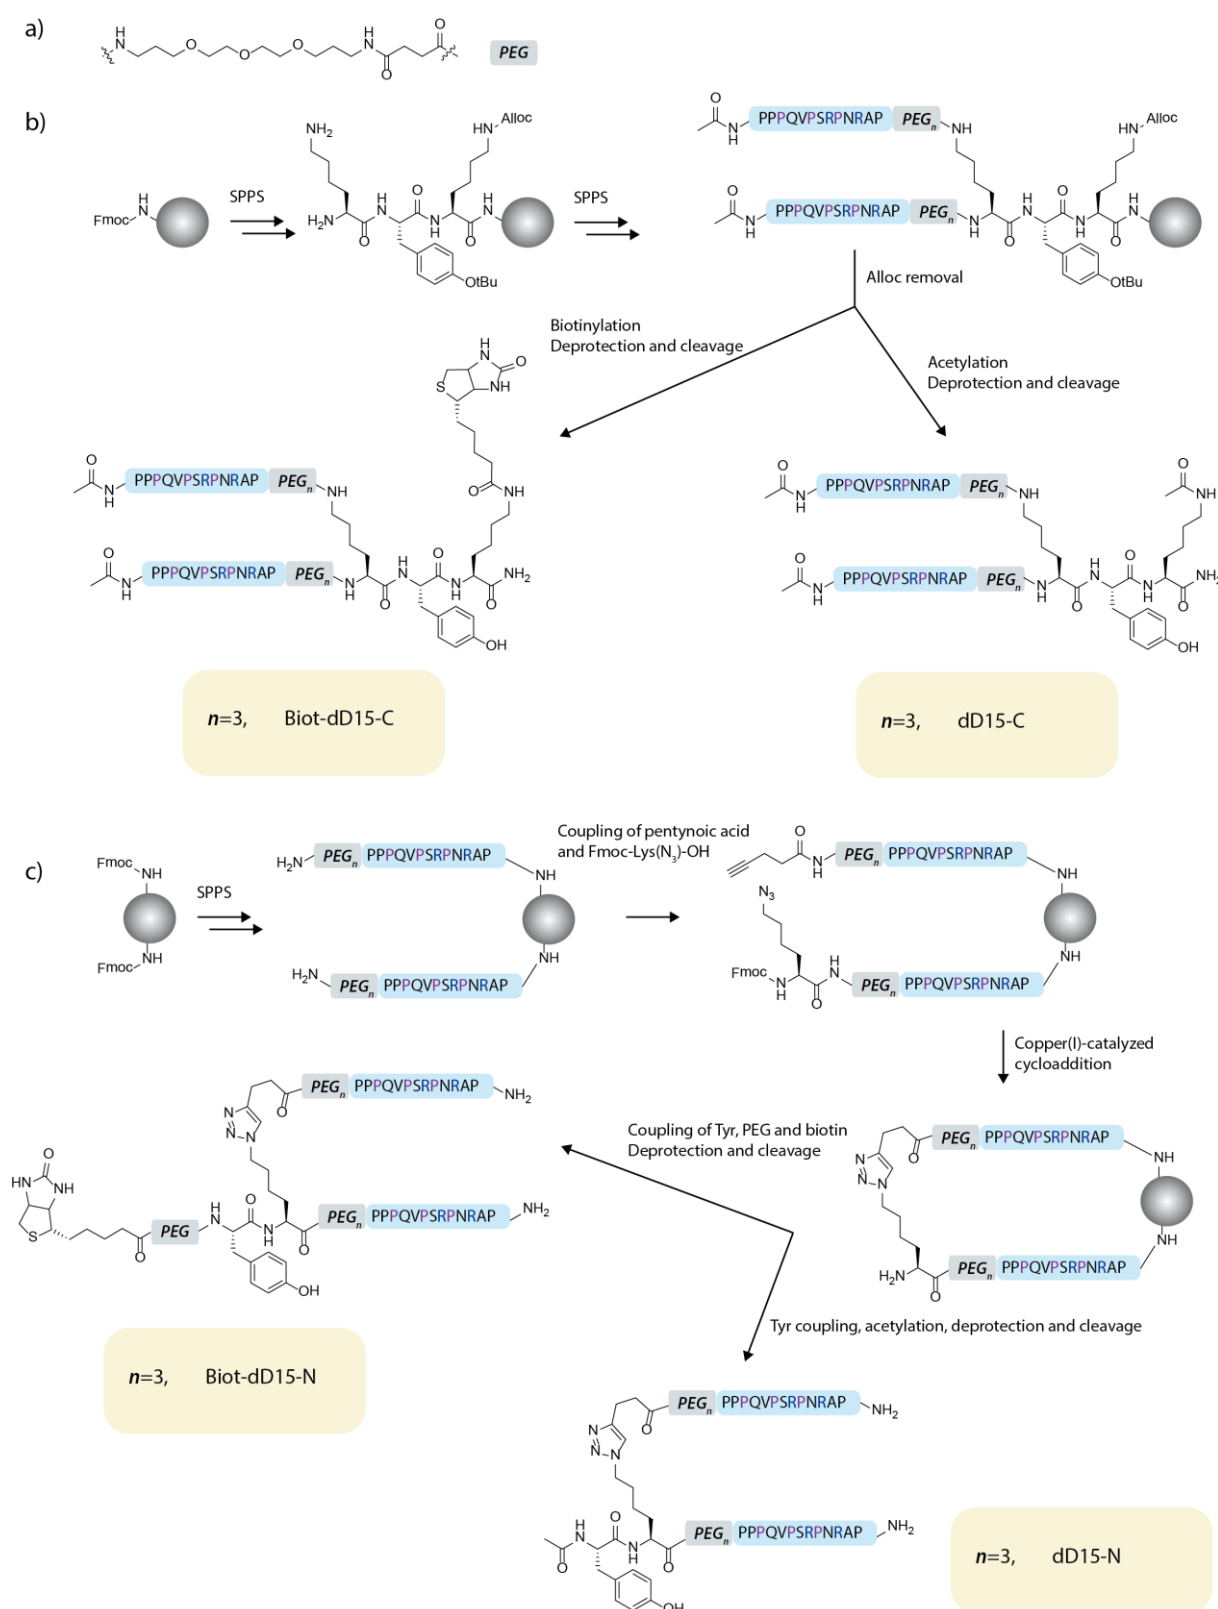 a)
H
N
O
O
O
H
N
O
O
PEG
b)
Fmoc
H
N
SPPS
NH2
H2N
O
H
N
O
N
H
O
H
N
HN
Alloc
OtBu
SPPS
O
N
H
PPPQVPSRPNRAP
PEGn
NH
O
N
H
PPPQVPSRPNRAP
PEGn
N
H
O
H
N
O
N
H
O
H
N
HN
Alloc
OtBu
Alloc removal
Biotinylation
Deprotection and cleavage
Acetylation
Deprotection and cleavage
H
N
O
NH
S
O
NH
O
N
H
PPPQVPSRPNRAP
PEGn
NH
O
N
H
PPPQVPSRPNRAP
PEGn
N
H
O
H
N
O
N
H
O
NH2
OH
O
N
H
PPPQVPSRPNRAP
PEGn
NH
O
HN
O
N
H
PPPQVPSRPNRAP
PEGn
N
H
O
H
N
O
N
H
O
NH2
OH
n=3, Biot-dD15-C
n=3, dD15-C
c)
Fmoc
NH
Fmoc
NH
SPPS
H2N
PEGn
PPPQVPSRPNRAP
NH
NH
H2N
PEGn
PPPQVPSRPNRAP
Coupling of pentynoic acid
and Fmoc-Lys(N3)-OH
O
N
H
PEGn
PPPQVPSRPNRAP
NH
N3
Fmoc
N
H
O
H
N
PEGn
PPPQVPSRPNRAP
NH
Copper(I)-catalyzed
cycloaddition
O
PEGn
PPPQVPSRPNRAP
NH
N
N
N
H2N
O
PEGn
PPPQVPSRPNRAP
NH
Coupling of Tyr, PEG and biotin
Deprotection and cleavage
O
PEGn
PPPQVPSRPNRAP
NH2
N
N
N
O
HN
NH
S
O
PEG
H
N
O
N
H
O
PEGn
PPPQVPSRPNRAP
NH2
OH
Tyr coupling, acetylation, deprotection and cleavage
n=3, Biot-dD15-N
O
PEGn
PPPQVPSRPNRAP
NH2
N
N
N
O
H
N
O
N
H
O
PEGn
PPPQVPSRPNRAP
NH2
OH
n=3, dD15-N